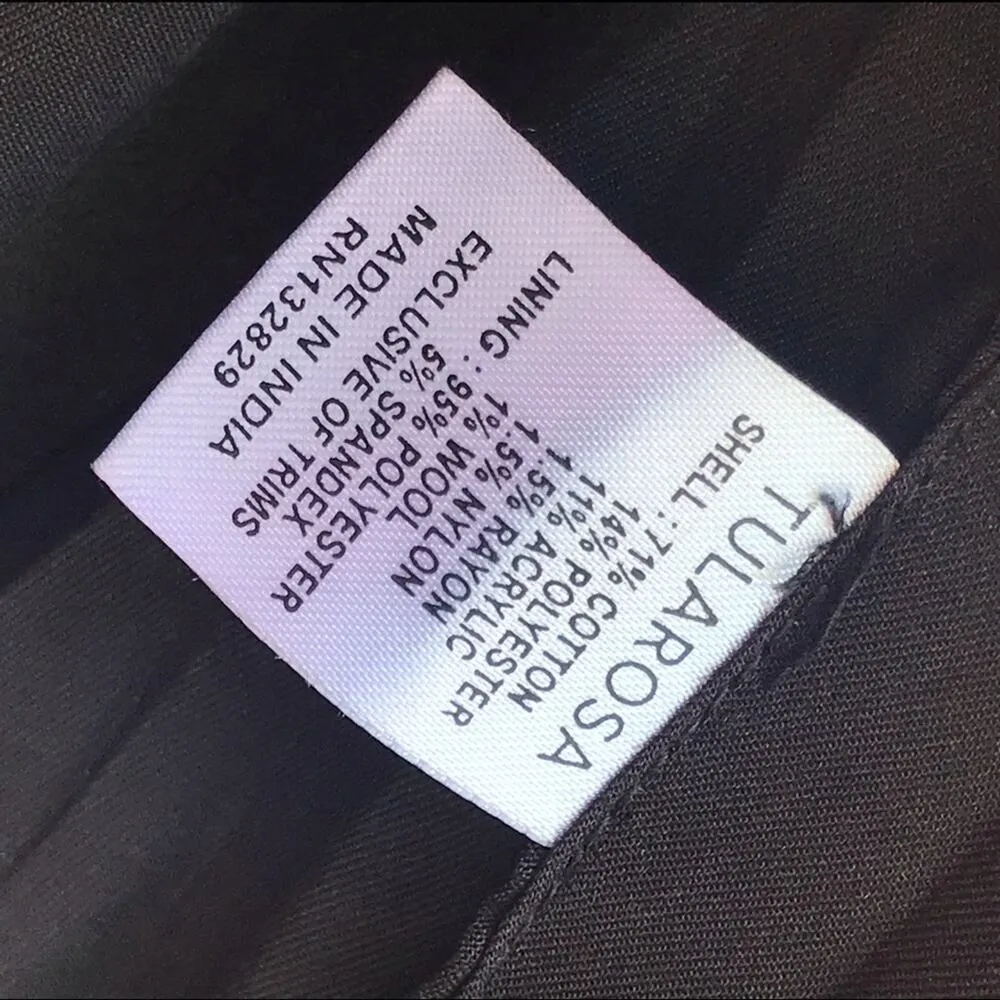 TULAROSA
SHELL : 71% COTTON
14% POLYESTER
11% ACRYLIC
1.5% RAYON
1.5% NYLON
1% WOOL
LINING : 95% POLYESTER
5% SPANDEX
EXCLUSIVE OF TRIMS
MADE IN INDIA
RN132829